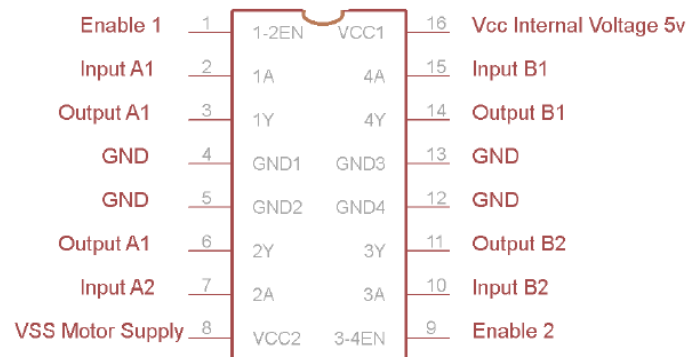 Enable 1 1 1-2EN VCC1 16 Vcc Internal Voltage 5v
Input A1 2 1A 4A 15 Input B1
Output A1 3 1Y 4Y 14 Output B1
GND 4 GND1 GND3 13 GND
GND 5 GND2 GND4 12 GND
Output A1 6 2Y 3Y 11 Output B2
Input A2 7 2A 3A 10 Input B2
VSS Motor Supply 8 VCC2 3-4EN 9 Enable 2